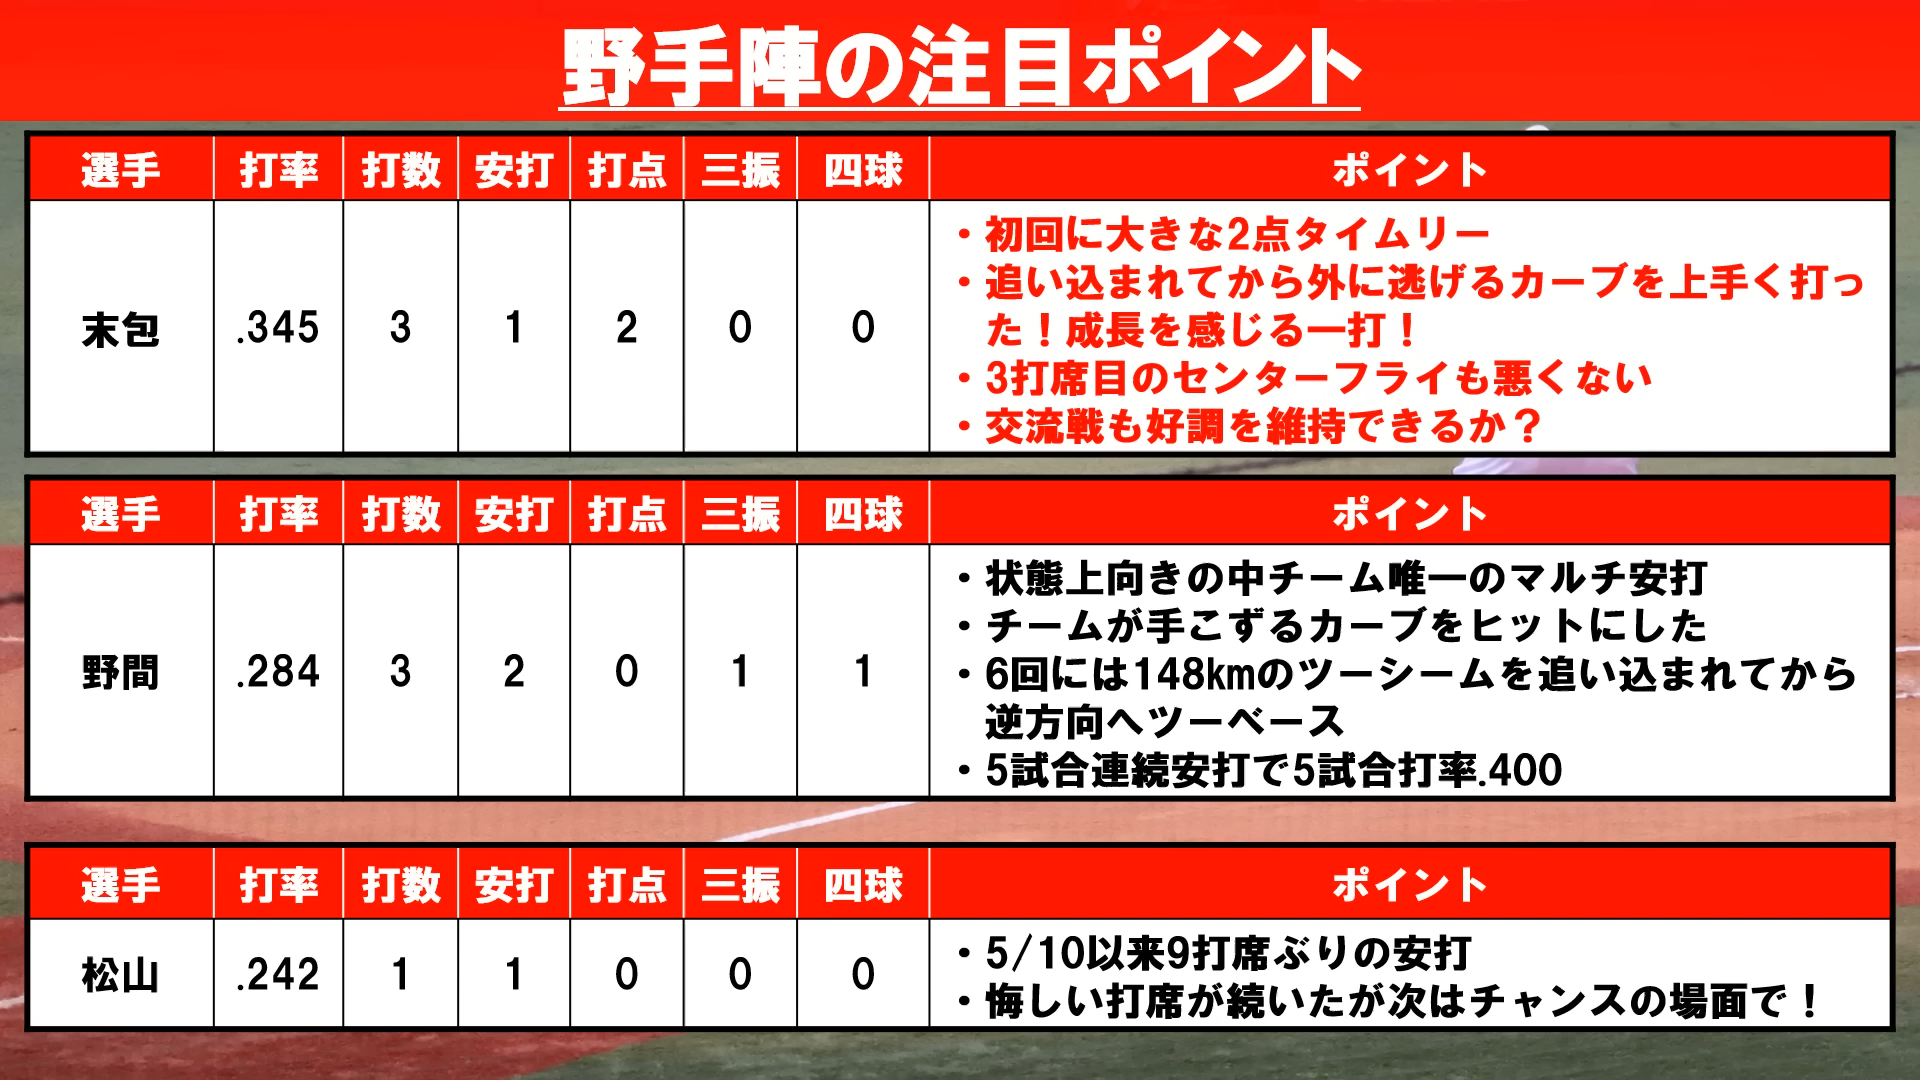 野手陣の注目ポイント
選手 打率 打数 安打 打点 三振 四球 ポイント
末包 .345 3 1 2 0 0
・初回に大きな2点タイムリー
・追い込まれてから外に逃げるカーブを上手く打っ
た！成長を感じる一打！
・3打席目のセンターフライも悪くない
・交流戦も好調を維持できるか？
選手 打率 打数 安打 打点 三振 四球 ポイント
野間 .284 3 2 0 1 1
・状態上向きの中チーム唯一のマルチ安打
・チームが手こずるカーブをヒットにした
・6回には148kmのツーシームを追い込まれてから
逆方向へツーベース
・5試合連続安打で5試合打率.400
選手 打率 打数 安打 打点 三振 四球 ポイント
松山 .242 1 1 0 0 0
・5/10以来9打席ぶりの安打
・悔しい打席が続いたが次はチャンスの場面で！